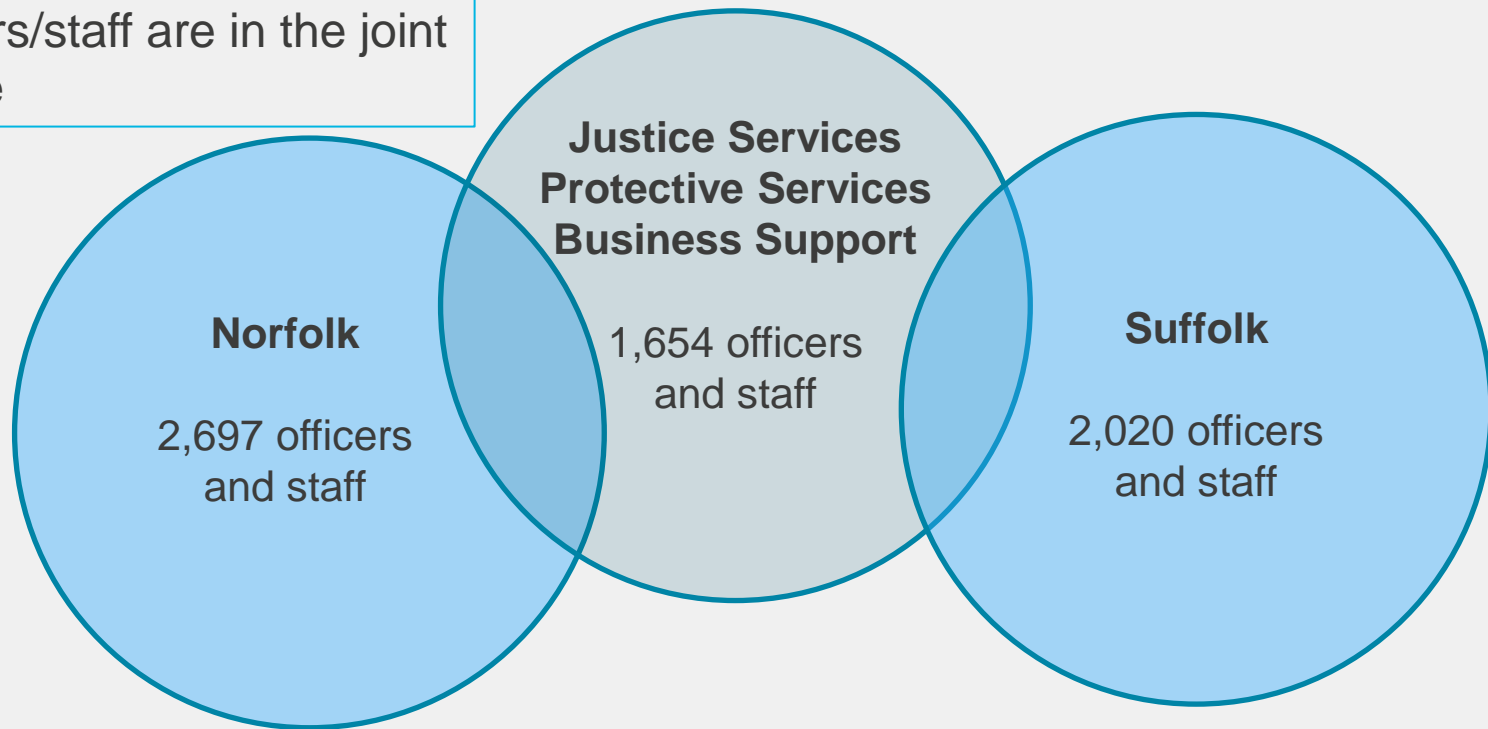 rs/staff are in the joint
Justice Services
Protective Services
Business Support
1,654 officers
and staff
Norfolk
2,697 officers
and staff
Suffolk
2,020 officers
and staff